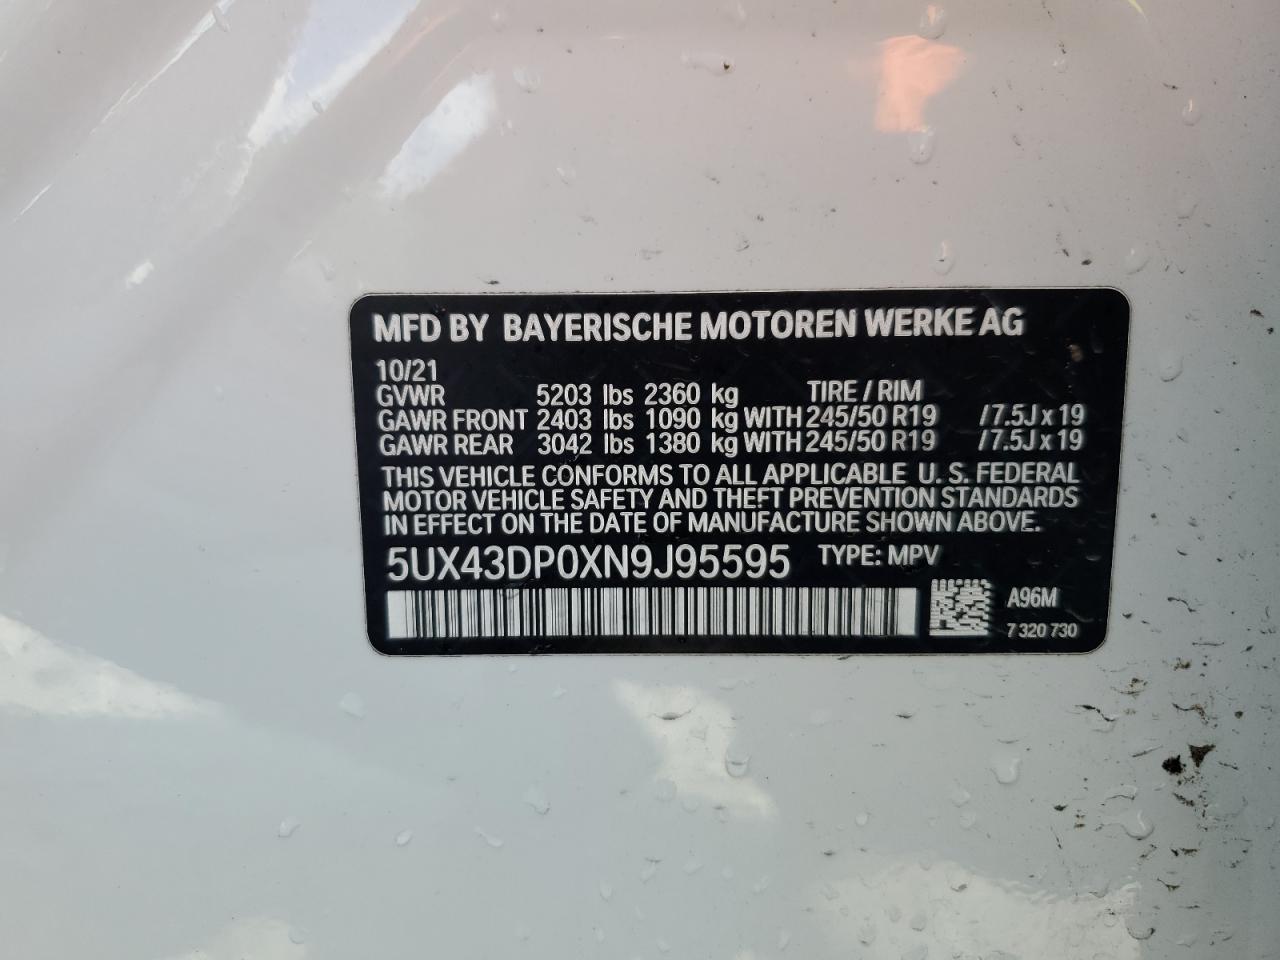 MFD BY BAYERISCHE MOTOREN WERKE AG
10/21
GVWR 5203 lbs 2360 kg TIRE / RIM
GAWR FRONT 2403 lbs 1090 kg WITH 245/50 R19 / 7.5J x 19
GAWR REAR 3042 lbs 1380 kg WITH 245/50 R19 / 7.5J x 19
THIS VEHICLE CONFORMS TO ALL APPLICABLE U. S. FEDERAL
MOTOR VEHICLE SAFETY AND THEFT PREVENTION STANDARDS
IN EFFECT ON THE DATE OF MANUFACTURE SHOWN ABOVE.
5UX43DP0XN9J95595 TYPE: MPV
A96M
7 320 730